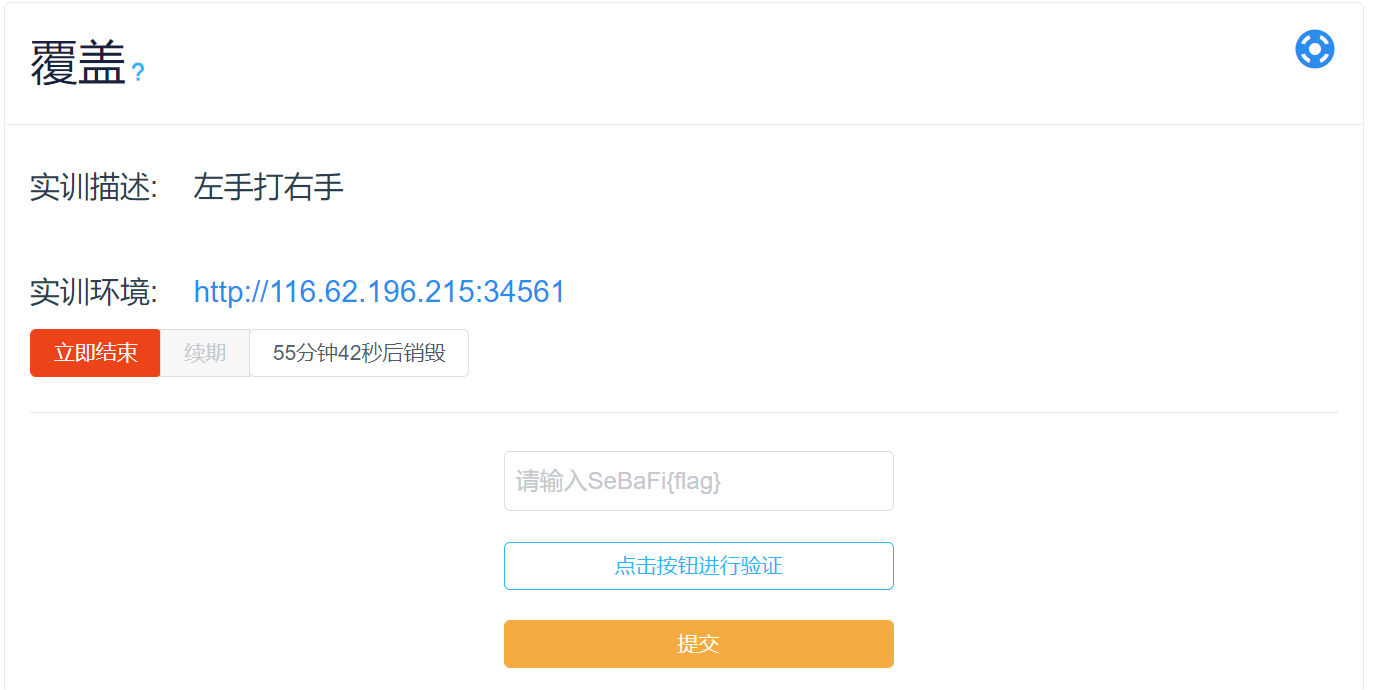 覆盖?
实训描述: 左手打右手
实训环境: http://116.62.196.215:34561
立即结束 续期 55分钟42秒后销毁
请输入SeBaFi{flag}
点击按钮进行验证
提交